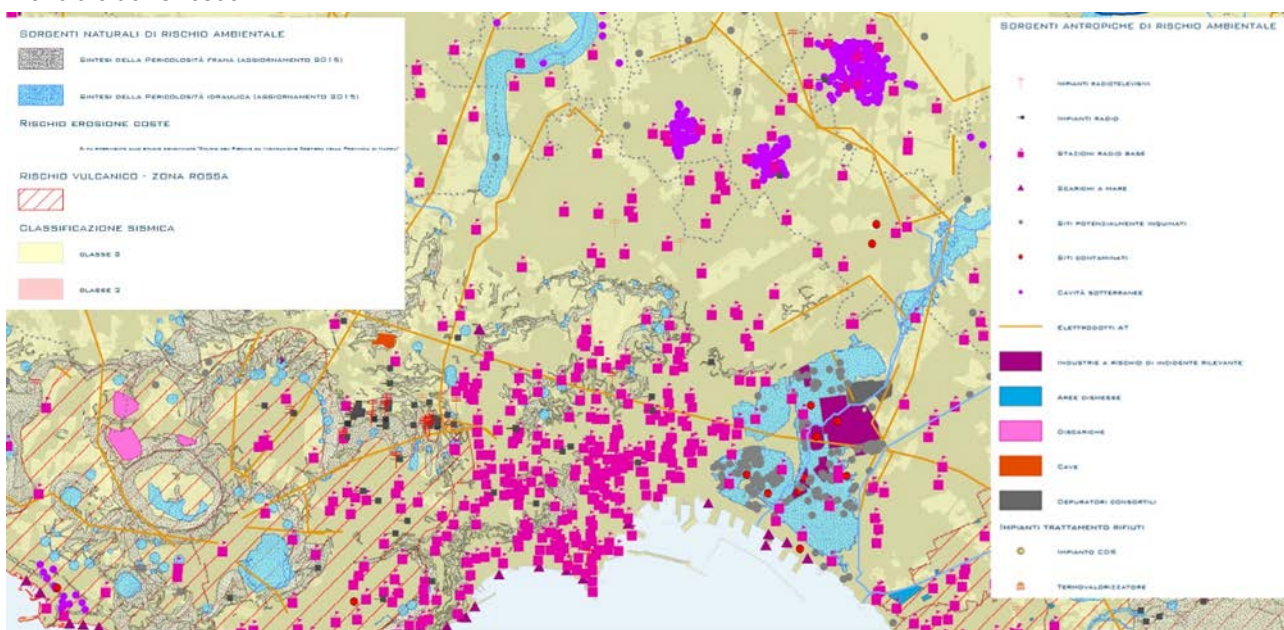 SORGENTI NATURALI DI RISCHIO AMBIENTALE
SINTESI DELLA PERICOLOSITÀ FRANA (AGGIORNAMENTO 2015)
SINTESI DELLA PERICOLOSITÀ IDRAULICA (AGGIORNAMENTO 2015)
RISCHIO EROSIONE COSTE
RISCHIO VULCANICO - ZONA ROSSA
CLASSIFICAZIONE SISMICA
CLASSE 2
SORGENTI ANTROPICHE DI RISCHIO AMBIENTALE
IMPIANTI RADIOTELEVISIVI
IMPIANTI RADIO
STAZIONI RADIO BASE
SCARICHI A MARE
SITI POTENZIALMENTE INQUINATI
SITI CONTAMINATI
CAVITÀ SOTTERRANEE
ELETTRODOTTI AT
INDUSTRIE A RISCHIO DI INCIDENTE RILEVANTE
AREE DISMESSE
DISCARICHE
CAVE
DEPURATORI CONSORTILI
IMPIANTI TRATTAMENTO RIFIUTI
IMPIANTO CDR
TERMOVALORIZZATORE